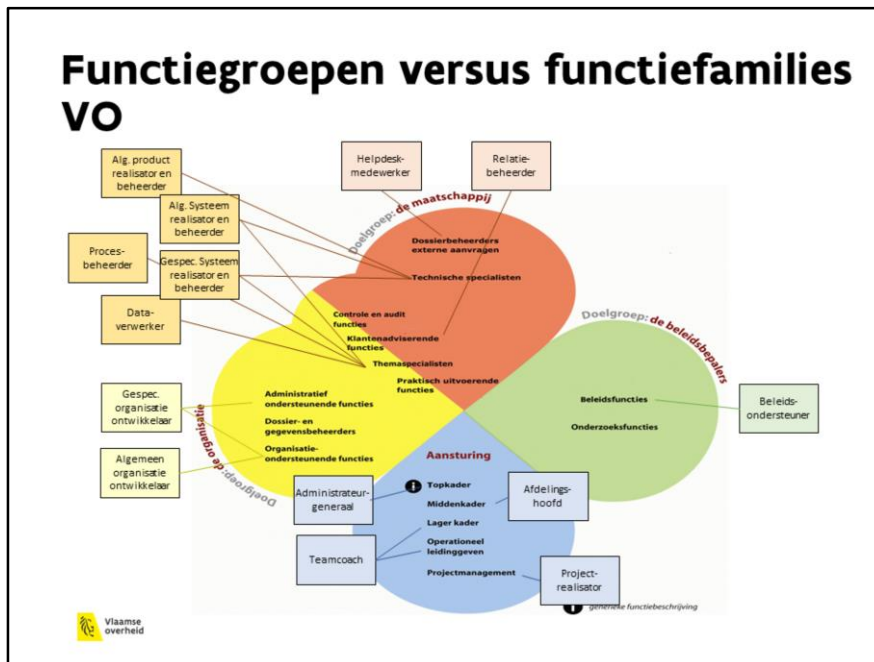 Functiegroepen versus functiefamilies
VO
Alg. product
realisator en
beheerder
Helpdesk-
medewerker
Relatie-
beheerder
Alg. Systeem
realisator en
beheerder
Proces-
beheerder
Gespec. Systeem
realisator en
beheerder
Data-
verwerker
Doelgroep: de maatschappij
Dossierbeheerders
externe aanvragen
Technische specialisten
Controle en audit
functies
Klantenadviserende
functies
Themaspecialisten
Praktisch uitvoerende
functies
Doelgroep: de beleidsbepalers
Beleidsfuncties
Onderzoeksfuncties
Beleids-
ondersteuner
Gespec.
organisatie
ontwikkelaar
Algemeen
organisatie
ontwikkelaar
Doelgroep: de organisatie
Administratief
ondersteunende functies
Dossier- en
gegevensbeheerders
Organisatie-
ondersteunende functies
Aansturing
Administrateur-
generaal
i Topkader
Middenkader
Afdelings-
hoofd
Lager kader
Teamcoach
Operationeel
leidinggeven
Projectmanagement
Project-
realisator
i generieke functiebeschrijving
Vlaamse
overheid